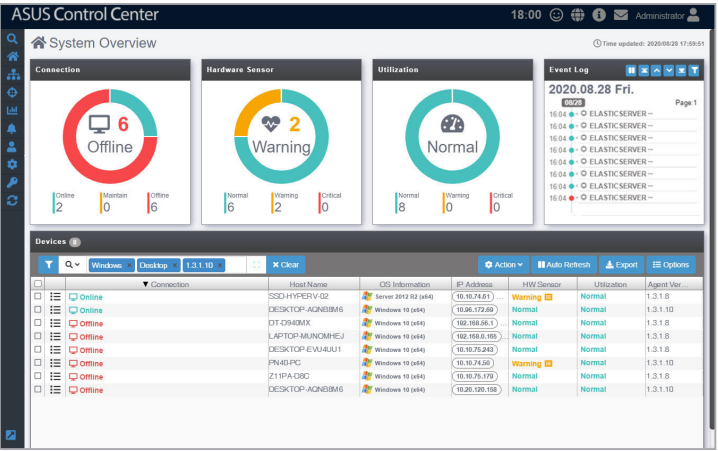 ASUS Control Center
18:00
Administrator
System Overview
Time updated: 2020/08/28 17:59:51
Connection
6
Offline
Online
2
Maintain
0
Offline
6
Hardware Sensor
2
Warning
Normal
6
Warning
2
Critical
0
Utilization
Normal
Normal
8
Warning
0
Critical
0
Event Log
2020.08.28 Fri.
08/28 Page:1
16:04 ELASTICSERVER --
16:04 ELASTICSERVER --
16:04 ELASTICSERVER --
16:04 ELASTICSERVER --
16:04 ELASTICSERVER --
16:04 ELASTICSERVER --
Devices 8
Windows × Desktop × 1.3.1.10 × × Clear Action Auto Refresh Export Options
▼ Connection Host Name OS Information IP Address HW Sensor Utilization Agent Ver...
Online SSD-HYPERV-02 Server 2012 R2 (x64) 10.10.74.61 ... Warning Normal 1.3.1.8
Online DESKTOP-AQNB8M6 Windows 10 (x64) 10.96.172.69 Normal Normal 1.3.1.10
Offline DT-D940MX Windows 10 (x64) 192.168.56.1 ... Normal Normal 1.3.1.8
Offline LAPTOP-MUNOMHEJ Windows 10 (x64) 192.168.0.165 ... Normal Normal 1.3.1.8
Offline DESKTOP-EVU4UU1 Windows 10 (x64) 10.10.75.243 Normal Normal 1.3.1.8
Offline PN40-PC Windows 10 (x64) 10.10.74.50 Warning Normal 1.3.1.10
Offline Z11PA-D8C Windows 10 (x64) 10.10.75.179 Normal Normal 1.3.1.8
Offline DESKTOP-AQNB8M6 Windows 10 (x64) 10.20.120.158 Normal Normal 1.3.1.10